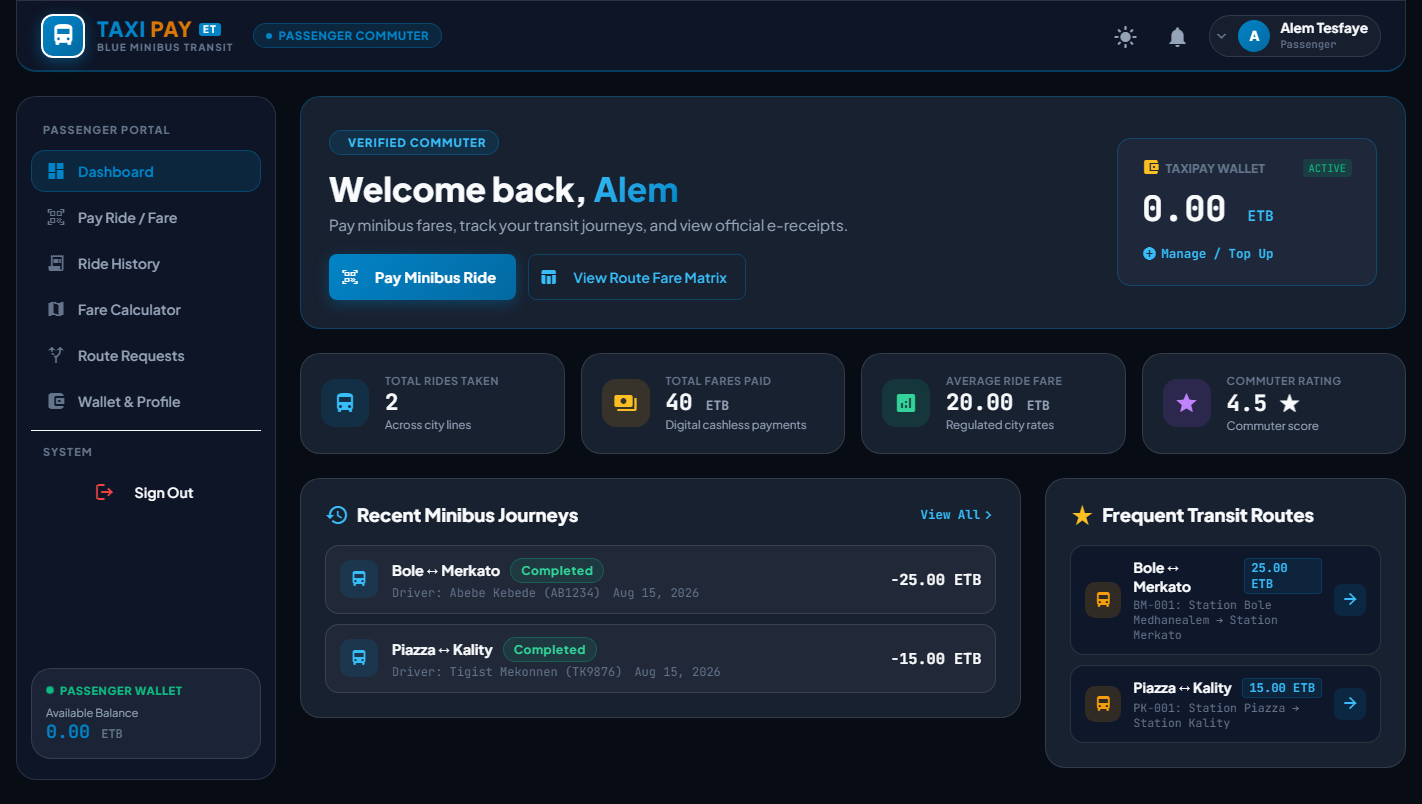 TAXI PAY ET
BLUE MINIBUS TRANSIT
PASSENGER COMMUTER
A
Alem Tesfaye
Passenger
PASSENGER PORTAL
Dashboard
Pay Ride / Fare
Ride History
Fare Calculator
Route Requests
Wallet & Profile
SYSTEM
Sign Out
PASSENGER WALLET
Available Balance
0.00 ETB
VERIFIED COMMUTER
Welcome back, Alem
Pay minibus fares, track your transit journeys, and view official e-receipts.
Pay Minibus Ride
View Route Fare Matrix
TAXIPAY WALLET
ACTIVE
0.00 ETB
Manage / Top Up
TOTAL RIDES TAKEN
2
Across city lines
TOTAL FARES PAID
40 ETB
Digital cashless payments
AVERAGE RIDE FARE
20.00 ETB
Regulated city rates
COMMUTER RATING
4.5 ★
Commuter score
Recent Minibus Journeys
View All
Bole ↔ Merkato Completed
-25.00 ETB
Driver: Abebe Kebede (AB1234) Aug 15, 2026
Piazza ↔ Kality Completed
-15.00 ETB
Driver: Tigist Mekonnen (TK9876) Aug 15, 2026
Frequent Transit Routes
Bole ↔
Merkato
25.00
ETB
BM-001: Station Bole
Medhanealem → Station
Merkato
Piazza ↔ Kality
15.00 ETB
PK-001: Station Piazza →
Station Kality